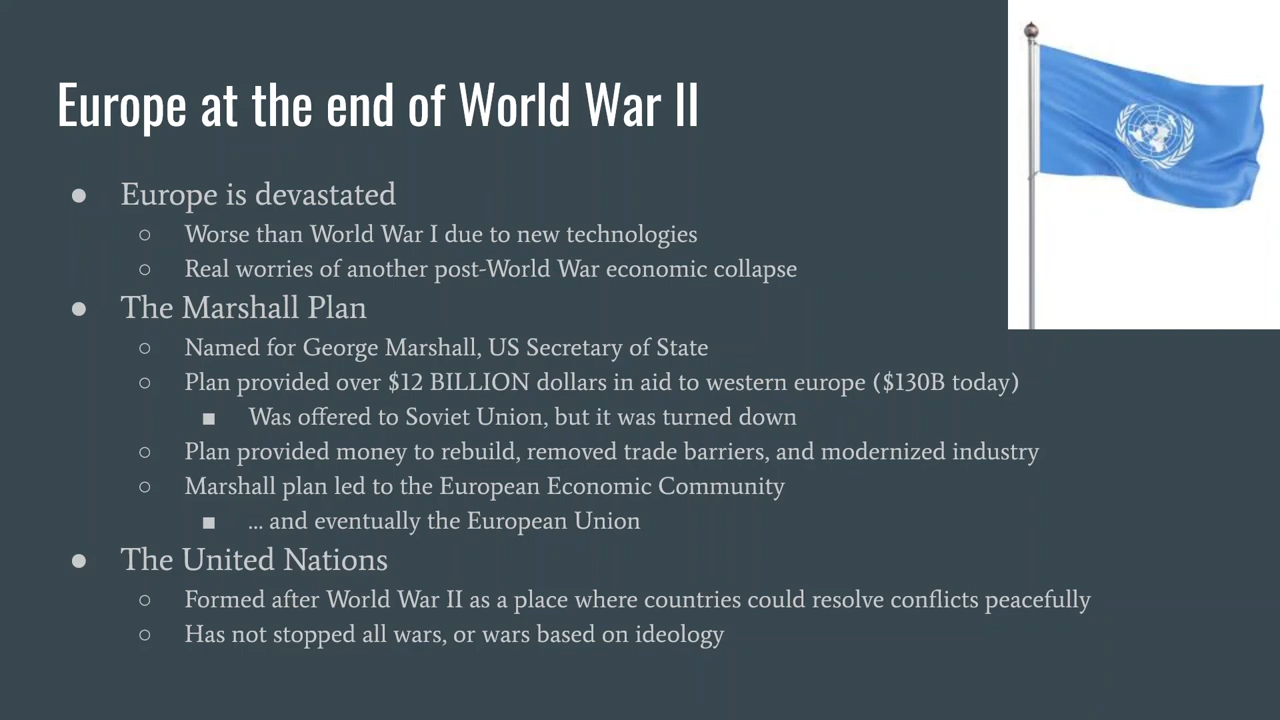 Europe at the end of World War II
● Europe is devastated
○ Worse than World War I due to new technologies
○ Real worries of another post-World War economic collapse
● The Marshall Plan
○ Named for George Marshall, US Secretary of State
○ Plan provided over $12 BILLION dollars in aid to western europe ($130B today)
■ Was offered to Soviet Union, but it was turned down
○ Plan provided money to rebuild, removed trade barriers, and modernized industry
○ Marshall plan led to the European Economic Community
■ ... and eventually the European Union
● The United Nations
○ Formed after World War II as a place where countries could resolve conflicts peacefully
○ Has not stopped all wars, or wars based on ideology